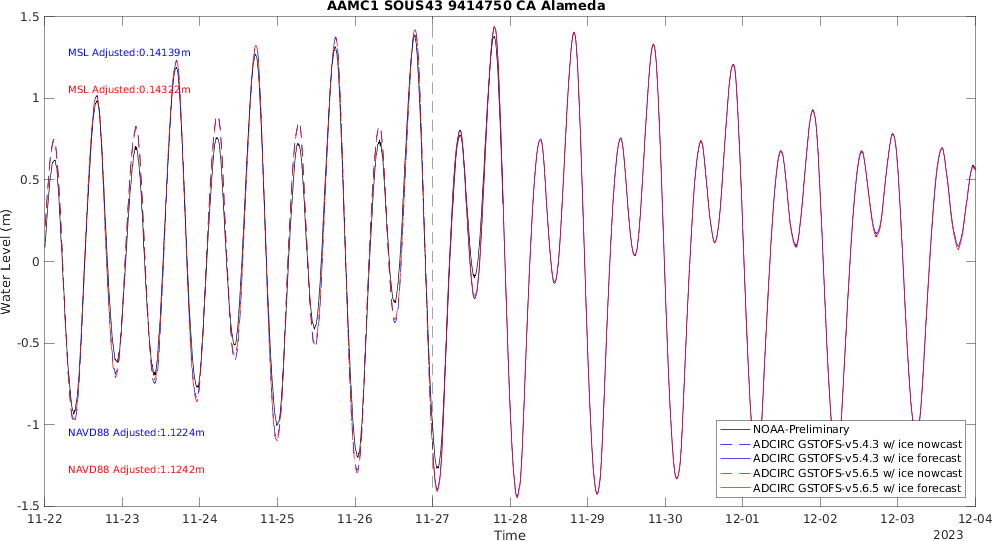 AAMC1 SOUS43 9414750 CA Alameda
1.5
1
0.5
0
-0.5
-1
-1.5
Water Level (m)
MSL Adjusted:0.14139m
MSL Adjusted:0.14322m
NAVD88 Adjusted:1.1224m
NAVD88 Adjusted:1.1242m
NOAA-Preliminary
ADCIRC GSTOFS-v5.4.3 w/ ice nowcast
ADCIRC GSTOFS-v5.4.3 w/ ice forecast
ADCIRC GSTOFS-v5.6.5 w/ ice nowcast
ADCIRC GSTOFS-v5.6.5 w/ ice forecast
11-22 11-23 11-24 11-25 11-26 11-27 11-28 11-29 11-30 12-01 12-02 12-03 12-04
Time
2023